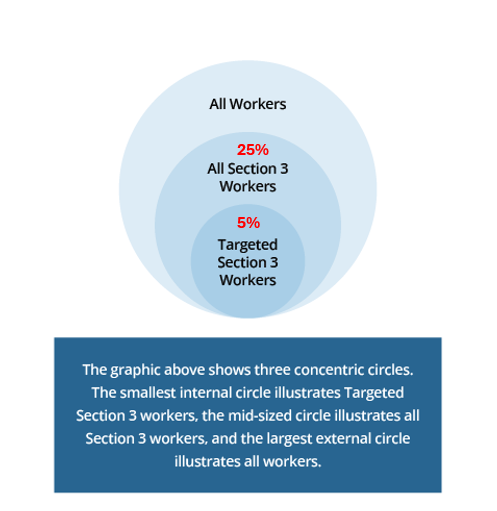 All Workers
25%
All Section 3
Workers
5%
Targeted
Section 3
Workers
The graphic above shows three concentric circles.
The smallest internal circle illustrates Targeted
Section 3 workers, the mid-sized circle illustrates all
Section 3 workers, and the largest external circle
illustrates all workers.